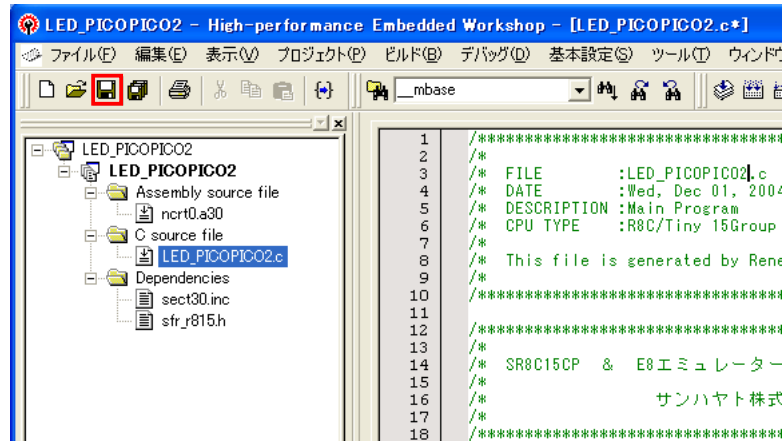 LED_PICOPICO2 - High-performance Embedded Workshop - [LED_PICOPICO2.c*]
ファイル(F) 編集(E) 表示(V) プロジェクト(P) ビルド(B) デバッグ(D) 基本設定(S) ツール(T) ウィンドウ
__mbase
LED_PICOPICO2
LED_PICOPICO2
Assembly source file
ncrt0.a30
C source file
LED_PICOPICO2.c
Dependencies
sect30.inc
sfr_r815.h
1 /****************************************
2 /*
3 /* FILE :LED_PICOPICO2.c
4 /* DATE :Wed, Dec 01, 2004
5 /* DESCRIPTION :Main Program
6 /* CPU TYPE :R8C/Tiny 15Group
7 /*
8 /* This file is generated by Rene
9 /*
10 /****************************************
11
12 /****************************************
13 /*
14 /* SR8C15CP & E8エミュレーター
15 /*
16 /* サンハヤト株式
17 /*
18 /****************************************